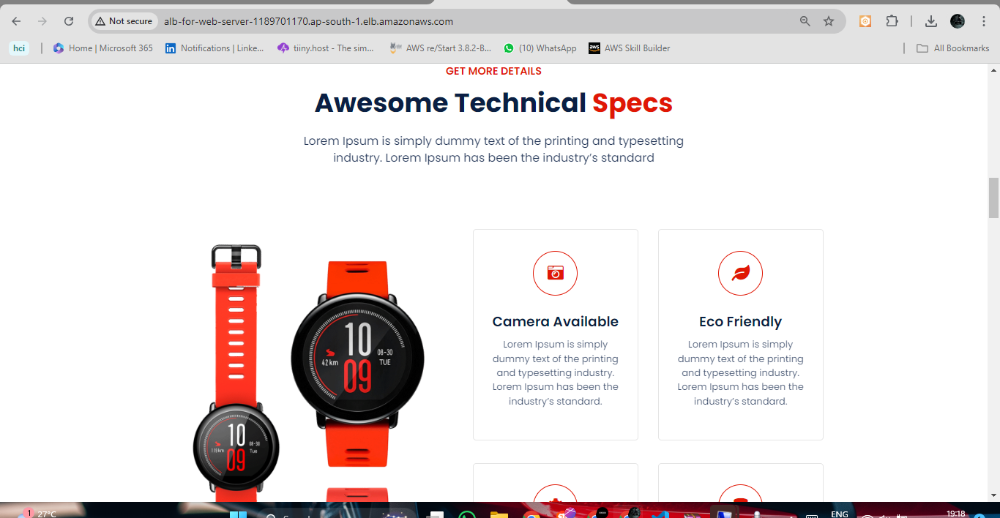 Not secure
alb-for-web-server-1189701170.ap-south-1.elb.amazonaws.com
hci
Home | Microsoft 365
Notifications | Linke...
tiiny.host - The sim...
AWS re/Start 3.8.2-B...
(10) WhatsApp
aws
AWS Skill Builder
All Bookmarks
GET MORE DETAILS
Awesome Technical Specs
Lorem Ipsum is simply dummy text of the printing and typesetting
industry. Lorem Ipsum has been the industry’s standard
10
09
42 km
08-30
TUE
10
09
08-30
Tue
Camera Available
Lorem Ipsum is simply
dummy text of the printing
and typesetting industry.
Lorem Ipsum has been the
industry’s standard.
Eco Friendly
Lorem Ipsum is simply
dummy text of the printing
and typesetting industry.
Lorem Ipsum has been the
industry’s standard.
1
27°C
ENG
19:18